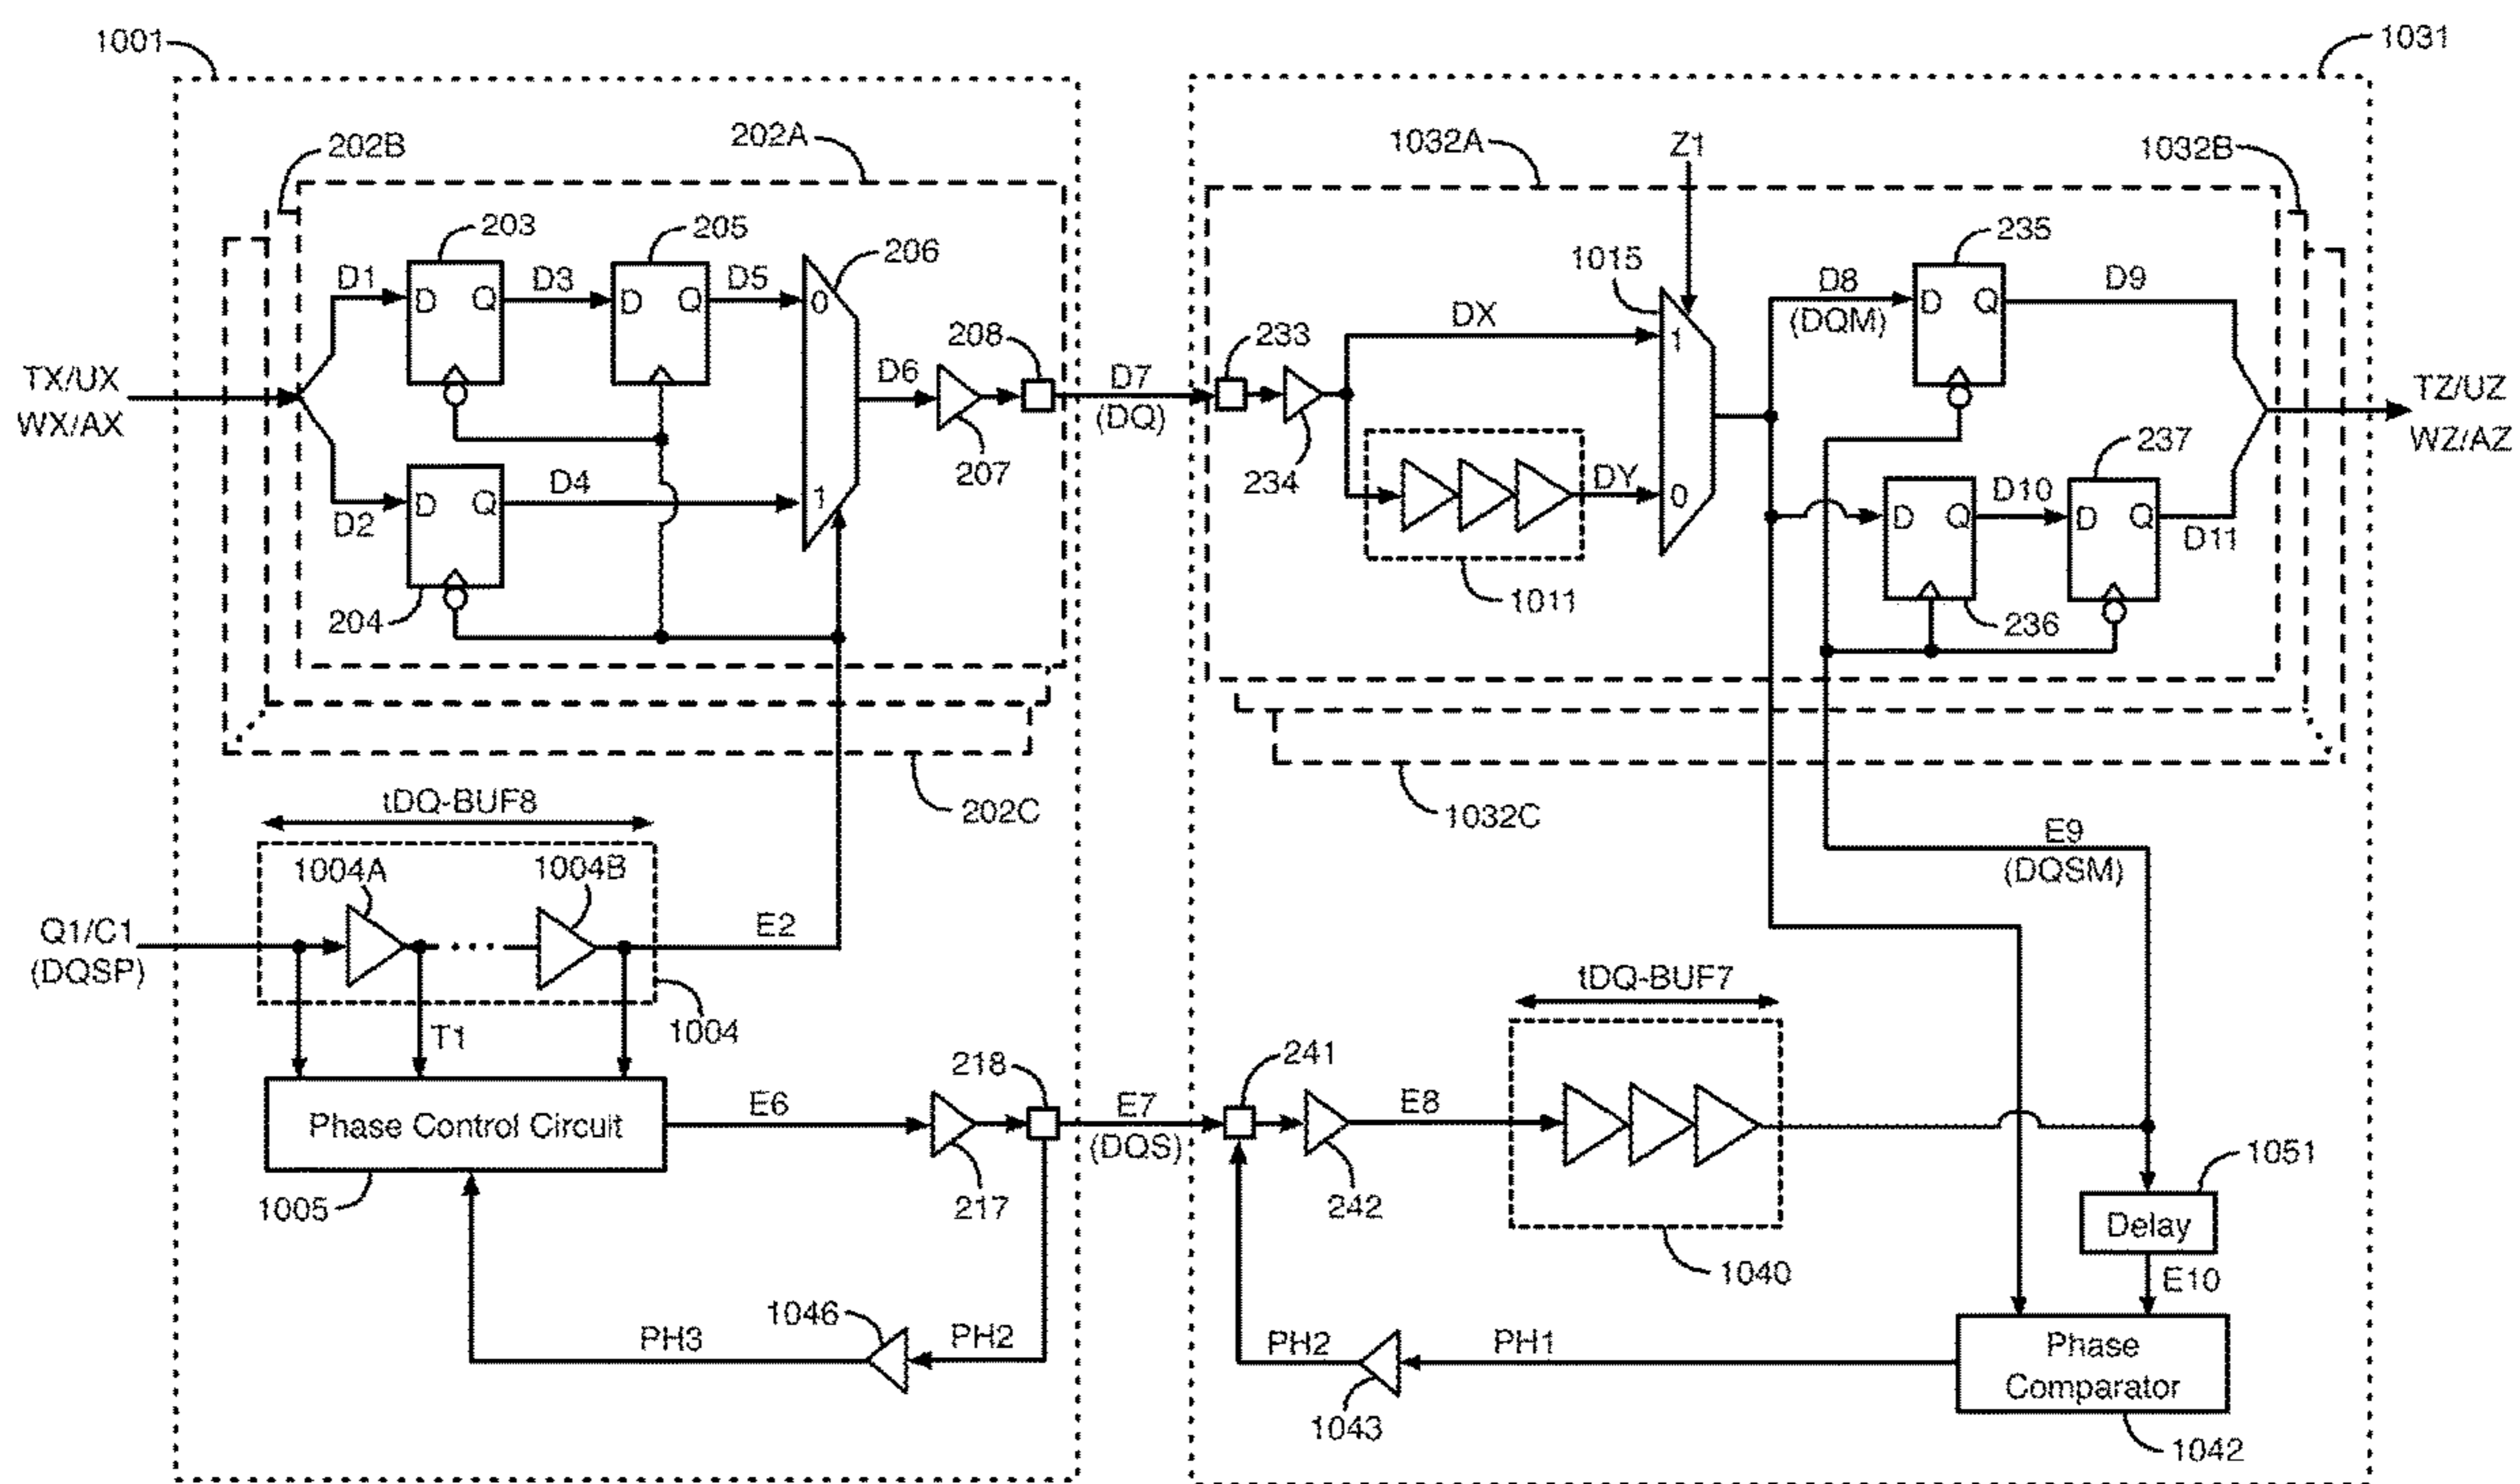 1001
1031
202B
202A
1032A
Z1
1032B
203
205
206
235
D1
D3
D5
1015
D8
D9
D
Q
D
Q
0
(DQM)
D
Q
208
233
DX
1
TX/UX
WX/AX
D6
D7
(DQ)
TZ/UZ
WZ/AZ
207
234
237
D2
D
Q
D4
1
DY
0
D
Q
D10
D
Q
D11
204
1011
236
tDQ-BUF8
202C
1032C
E9
(DQSM)
1004A
1004B
Q1/C1
(DQSP)
E2
tDQ-BUF7
T1
1004
218
241
Phase Control Circuit
E6
E7
(DQS)
E8
1051
1005
217
242
Delay
1040
E10
1046
PH3
PH2
PH2
PH1
Phase
Comparator
1043
1042